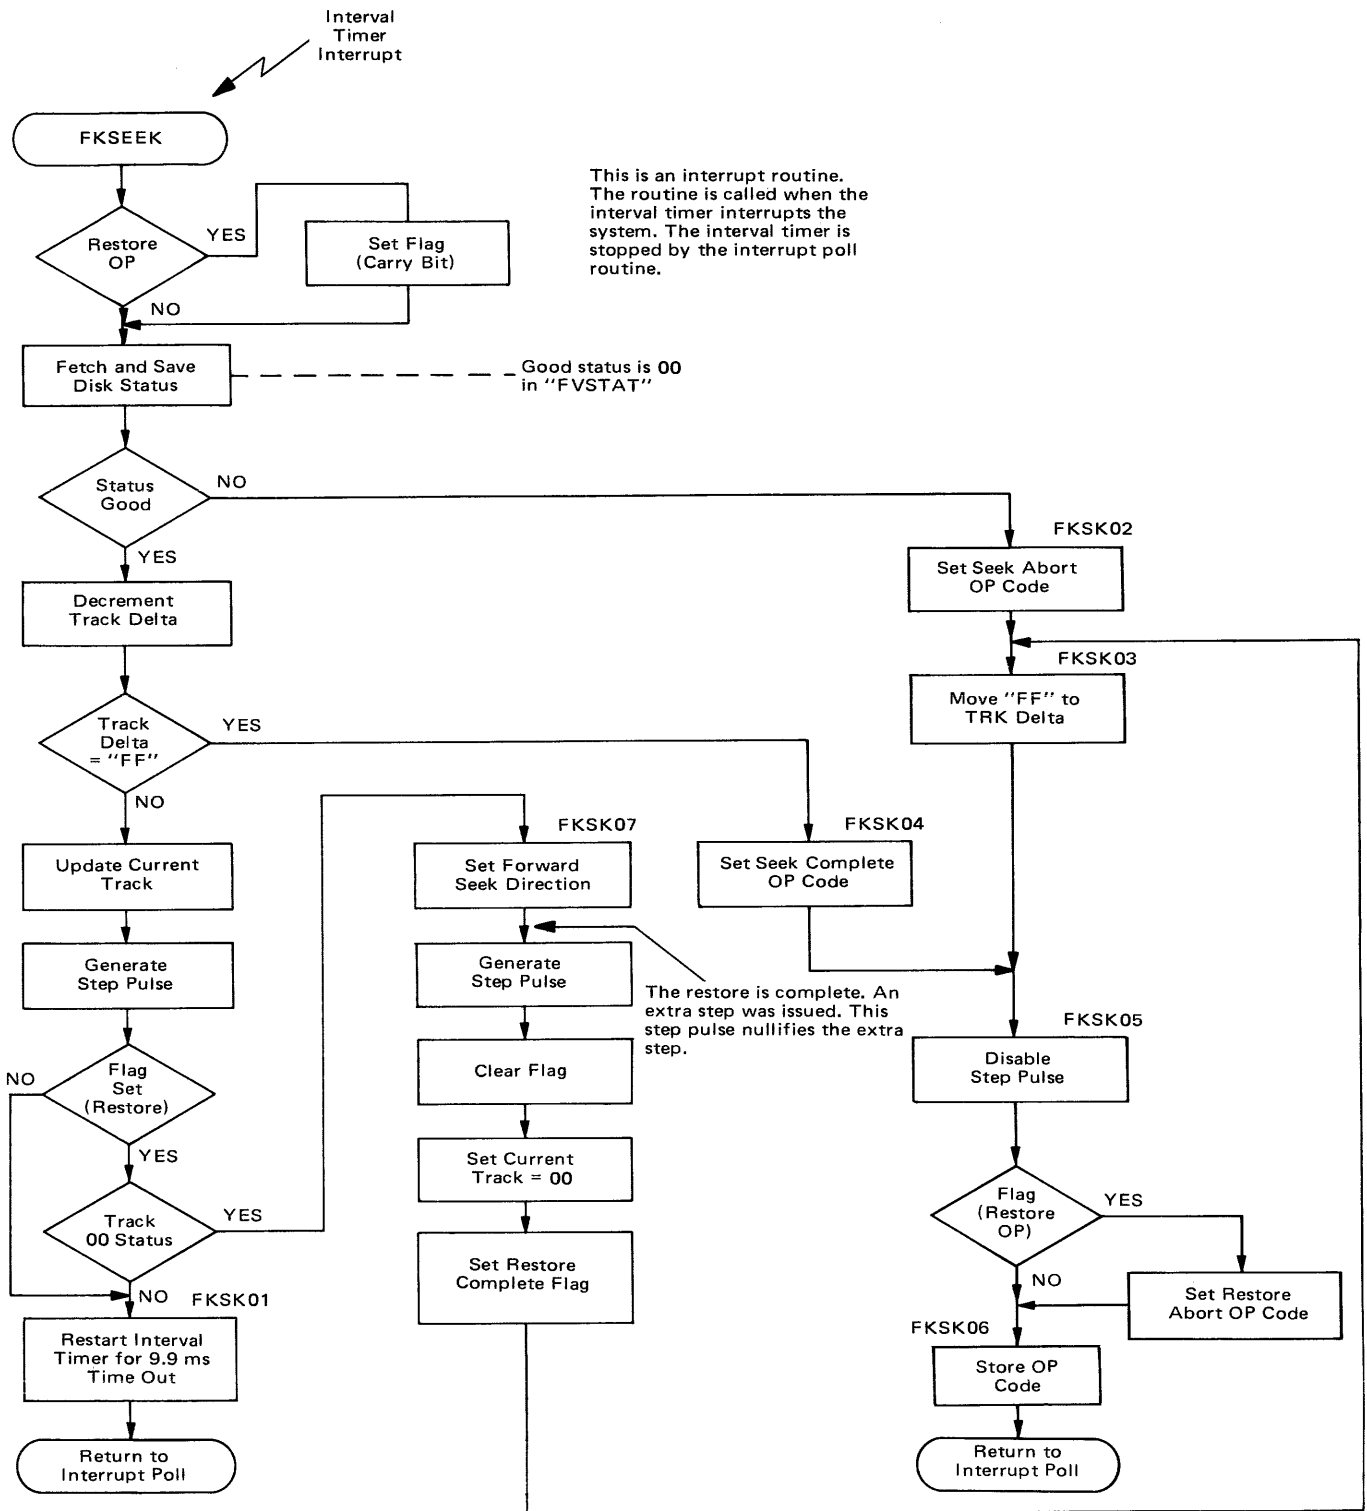 Interval
Timer
Interrupt
FKSEEK
Restore
OP
YES
NO
Set Flag
(Carry Bit)
This is an interrupt routine.
The routine is called when the
interval timer interrupts the
system. The interval timer is
stopped by the interrupt poll
routine.
Fetch and Save
Disk Status
Good status is 00
in "FVSTAT"
Status
Good
NO
YES
FKSK02
Set Seek Abort
OP Code
Decrement
Track Delta
FKSK03
Move "FF" to
TRK Delta
Track
Delta
= "FF"
YES
NO
FKSK07
FKSK04
Update Current
Track
Set Forward
Seek Direction
Set Seek Complete
OP Code
Generate
Step Pulse
Generate
Step Pulse
The restore is complete. An
extra step was issued. This
step pulse nullifies the extra
step.
FKSK05
Disable
Step Pulse
Flag
Set
(Restore)
NO
YES
Clear Flag
Set Current
Track = 00
Flag
(Restore
OP)
YES
NO
Track
00 Status
YES
NO
Set Restore
Complete Flag
Set Restore
Abort OP Code
FKSK01
Restart Interval
Timer for 9.9 ms
Time Out
FKSK06
Store OP
Code
Return to
Interrupt Poll
Return to
Interrupt Poll